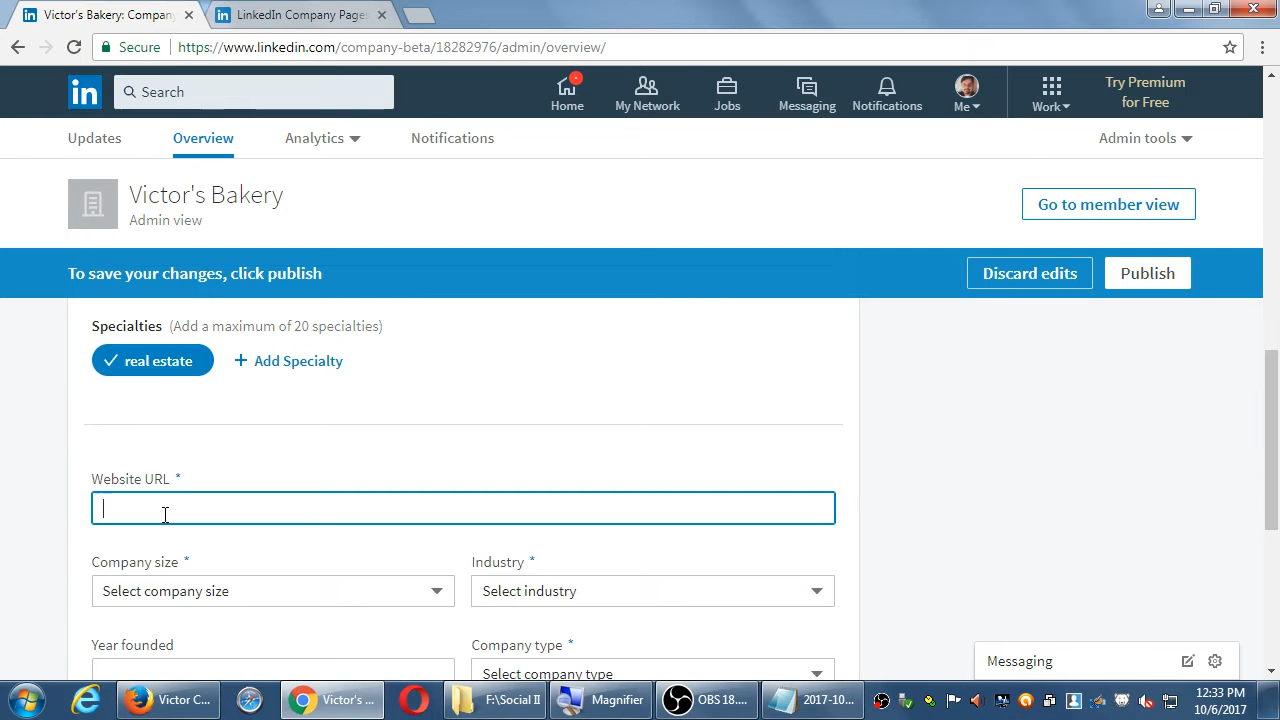 Victor's Bakery: Company
LinkedIn Company Pages
Secure
https://www.linkedin.com/company-beta/18282976/admin/overview/
in
Search
Home
My Network
Jobs
Messaging
Notifications
Me
Work
Try Premium
for Free
Updates
Overview
Analytics
Notifications
Admin tools
Victor's Bakery
Admin view
Go to member view
To save your changes, click publish
Discard edits
Publish
Specialties (Add a maximum of 20 specialties)
real estate
+ Add Specialty
Website URL *
Company size *
Industry *
Select company size
Select industry
Year founded
Company type *
Select company type
Messaging
Victor C...
Victor's ...
F:\Social II
Magnifier
OBS 18....
2017-10...
12:33 PM
10/6/2017